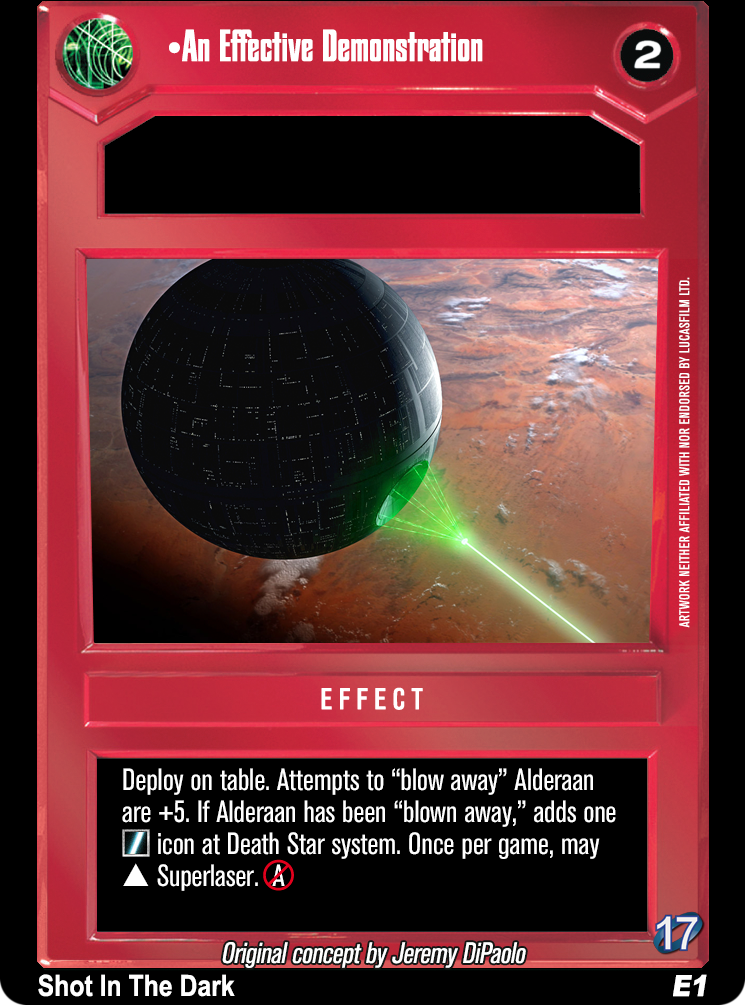 •An Effective Demonstration
2
ARTWORK NEITHER AFFILIATED WITH NOR ENDORSED BY LUCASFILM LTD.
EFFECT
Deploy on table. Attempts to “blow away” Alderaan
are +5. If Alderaan has been “blown away,” adds one
icon at Death Star system. Once per game, may
▲ Superlaser. A
17
Original concept by Jeremy DiPaolo
Shot In The Dark
E1